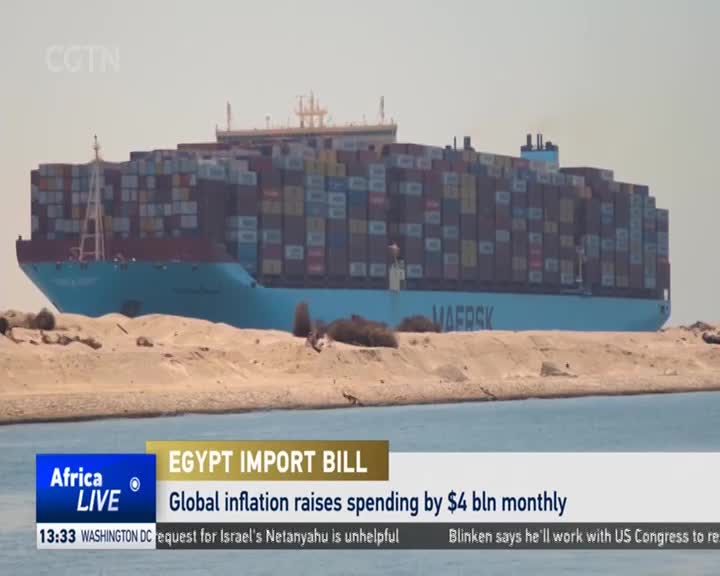 CGTN
MAERSK
EGYPT IMPORT BILL
Africa
LIVE
Global inflation raises spending by $4 bln monthly
13:33 WASHINGTON DC
equest for Israel's Netanyahu is unhelpful Blinken says he'll work with US Congress to re